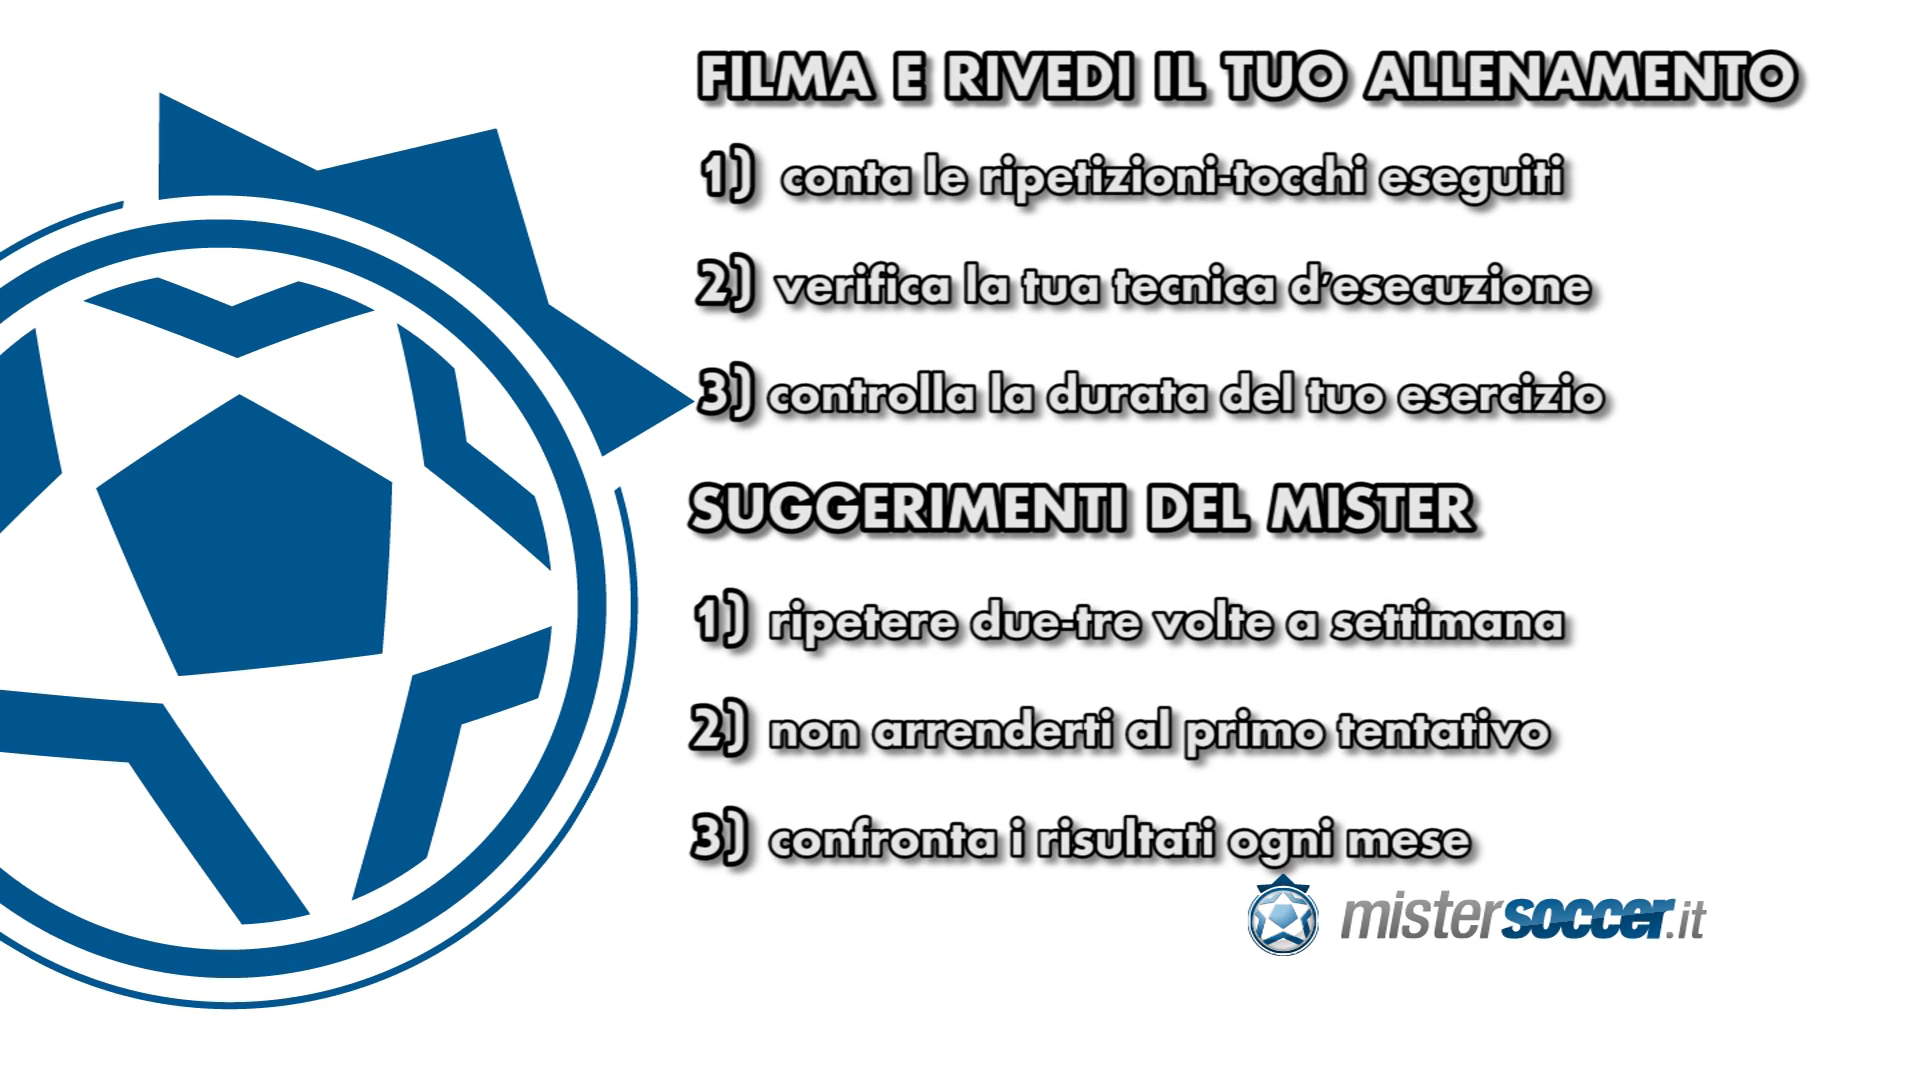 FILMA E RIVEDI IL TUO ALLENAMENTO
1) conta le ripetizioni-tocchi eseguiti
2) verifica la tua tecnica d'esecuzione
3) controlla la durata del tuo esercizio
SUGGERIMENTI DEL MISTER
1) ripetere due-tre volte a settimana
2) non arrenderti al primo tentativo
3) confronta i risultati ogni mese
mistersoccer.it